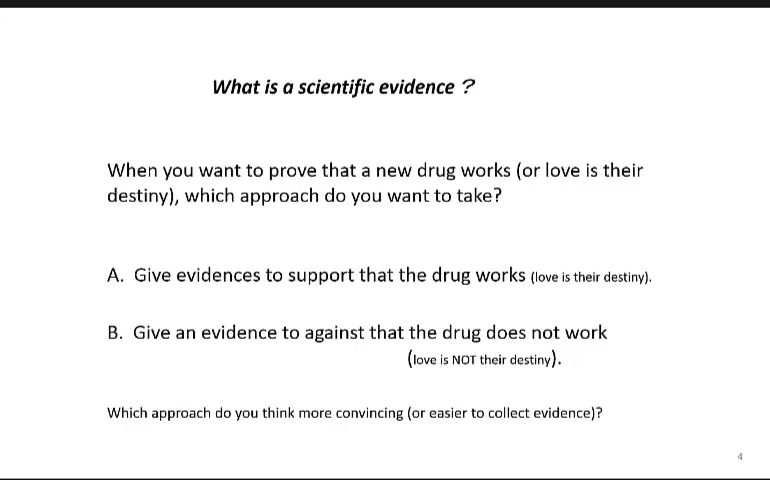 What is a scientific evidence ?
When you want to prove that a new drug works (or love is their
destiny), which approach do you want to take?
A. Give evidences to support that the drug works (love is their destiny).
B. Give an evidence to against that the drug does not work
(love is NOT their destiny).
Which approach do you think more convincing (or easier to collect evidence)?
4